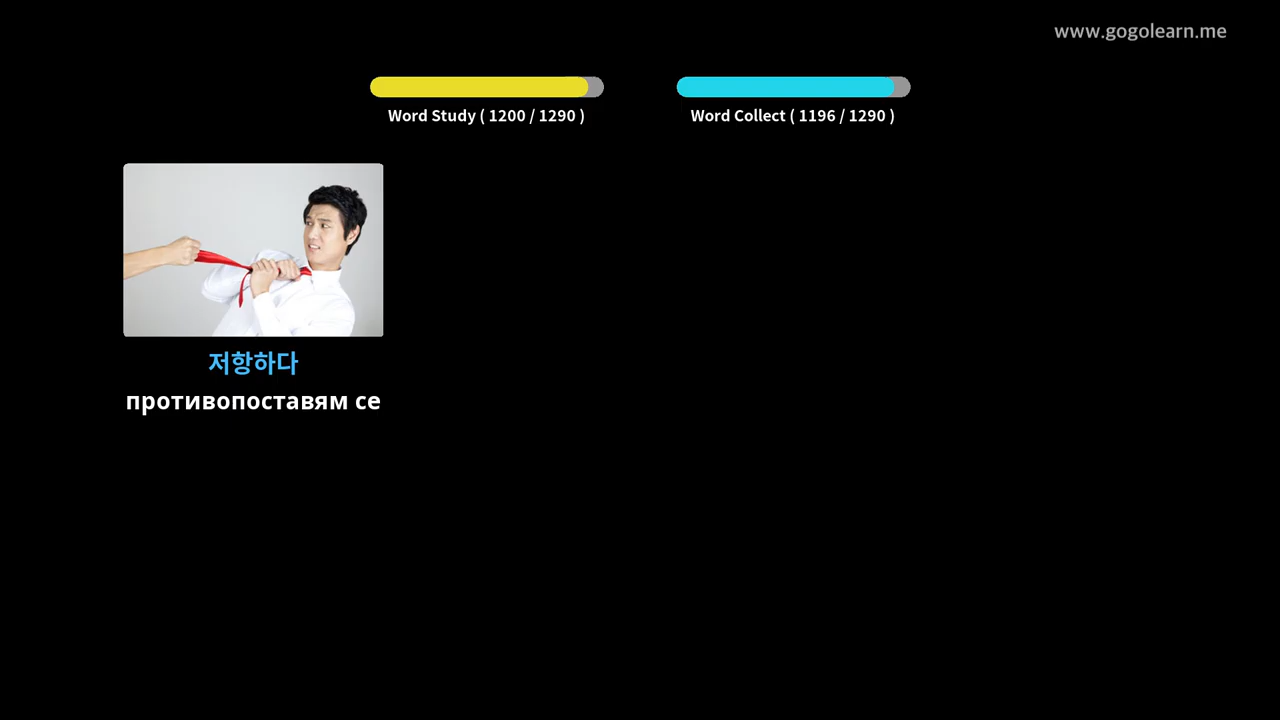 www.gogolearn.me
Word Study ( 1200 / 1290 )
Word Collect ( 1196 / 1290 )
저항하다
противопоставям се